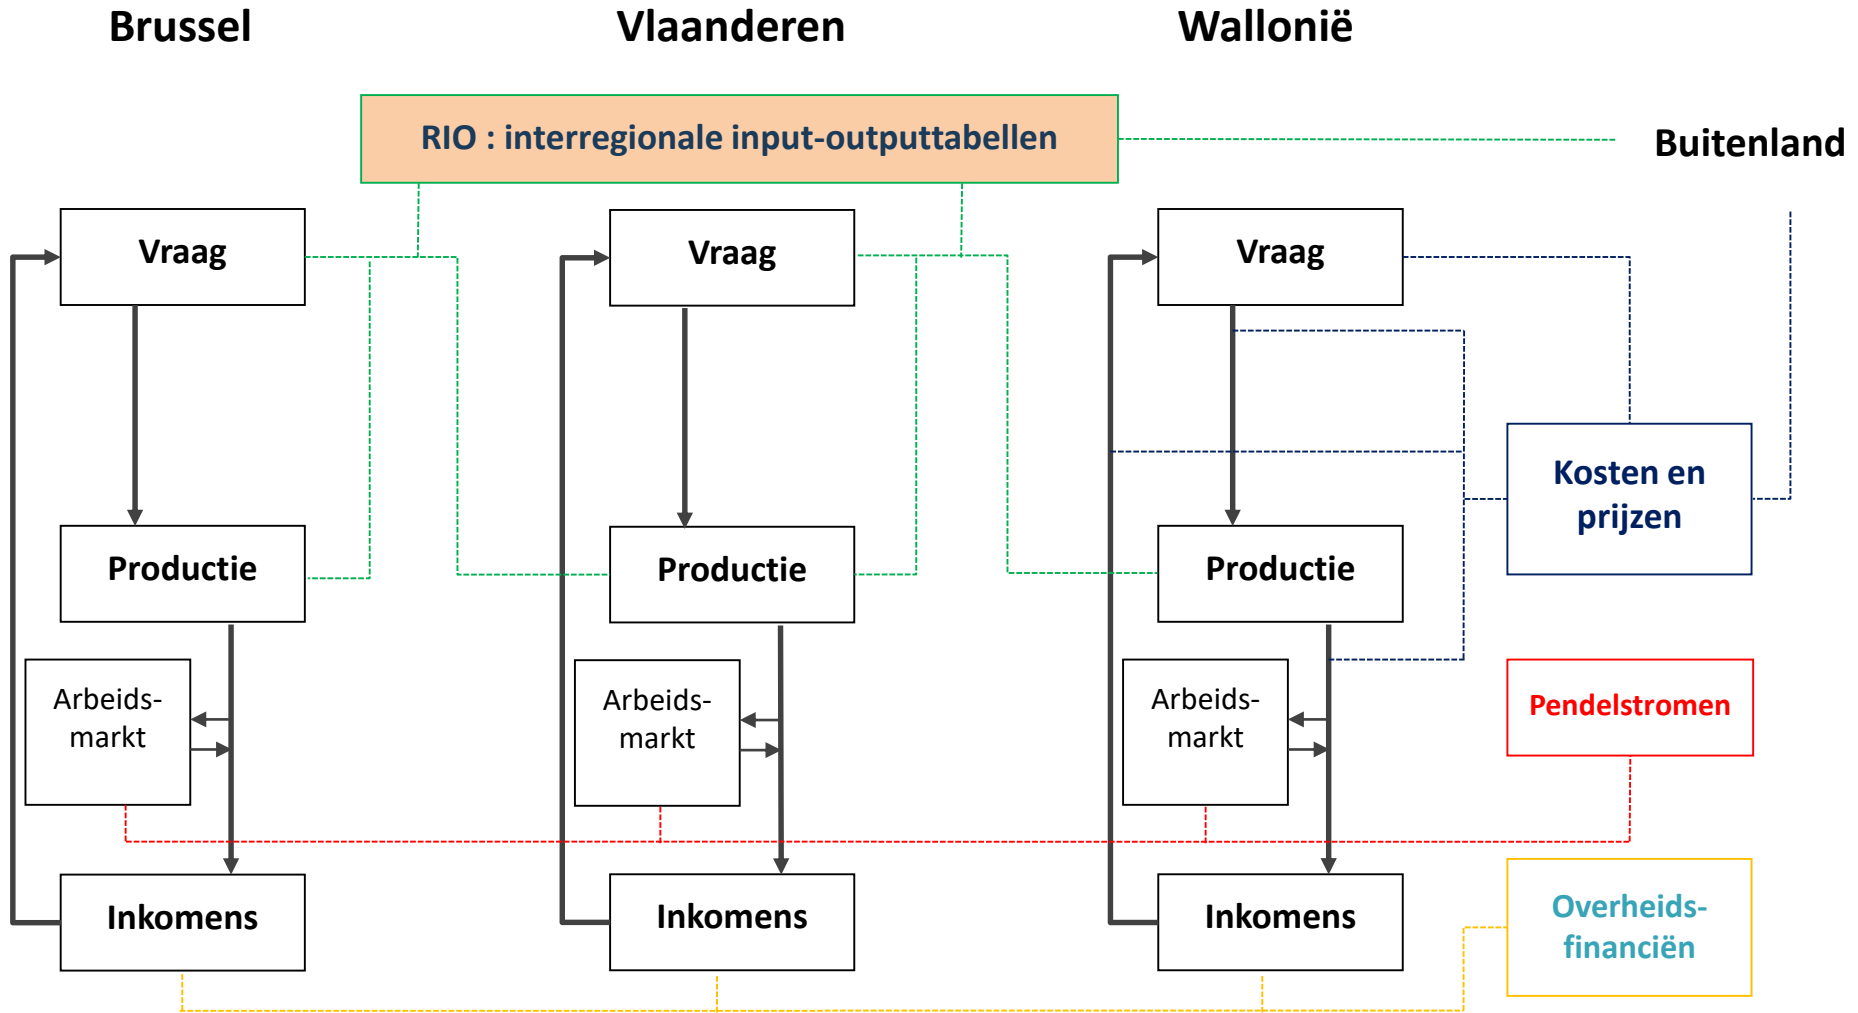 Brussel
Vlaanderen
Wallonië
RIO : interregionale input-outputtabellen
Buitenland
Vraag
Vraag
Vraag
Kosten en
prijzen
Productie
Productie
Productie
Arbeids-
markt
Arbeids-
markt
Arbeids-
markt
Pendelstromen
Inkomens
Inkomens
Inkomens
Overheids-
financiën